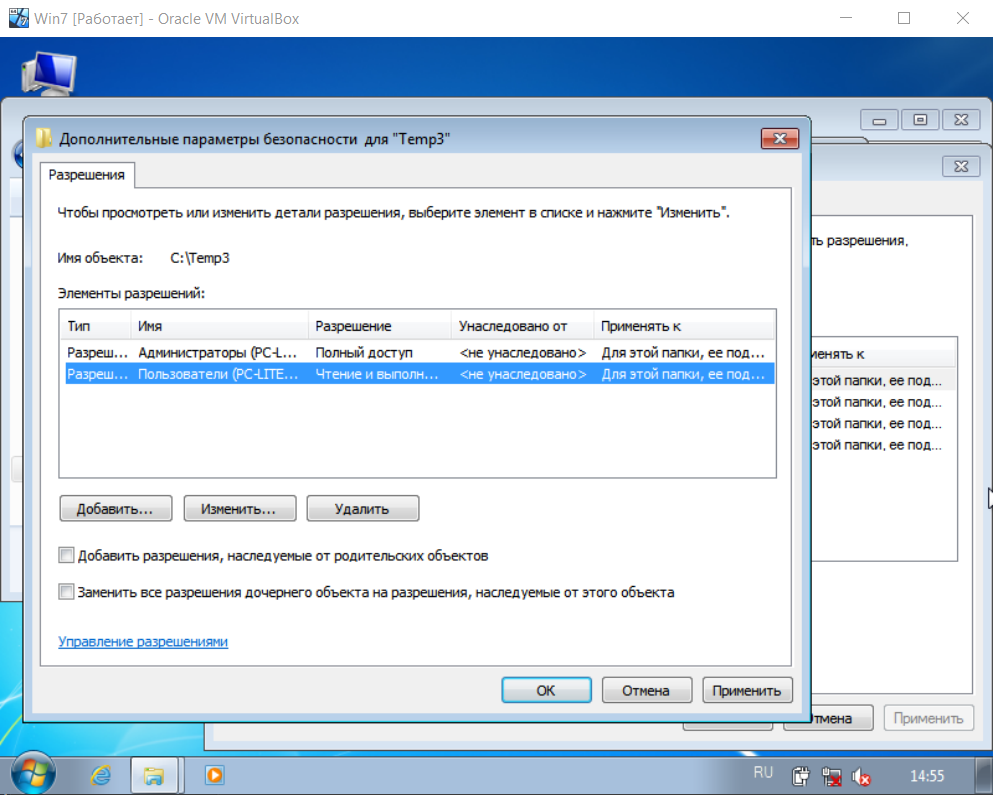 Win7 [Работает] - Oracle VM VirtualBox
Дополнительные параметры безопасности для "Temp3"
Разрешения
Чтобы просмотреть или изменить детали разрешения, выберите элемент в списке и нажмите "Изменить".
ть разрешения,
Имя объекта: C:\Temp3
Элементы разрешений:
Тип Имя Разрешение Унаследовано от Применять к
Разреш... Администраторы (PC-L... Полный доступ <не унаследовано> Для этой папки, ее под...
Разреш... Пользователи (PC-LITE... Чтение и выполн... <не унаследовано> Для этой папки, ее под...
менять к
этой папки, ее под...
этой папки, ее под...
этой папки, ее под...
этой папки, ее под...
Добавить... Изменить... Удалить
Добавить разрешения, наследуемые от родительских объектов
Заменить все разрешения дочернего объекта на разрешения, наследуемые от этого объекта
Управление разрешениями
ОК Отмена Применить
тмена Применить
RU 14:55